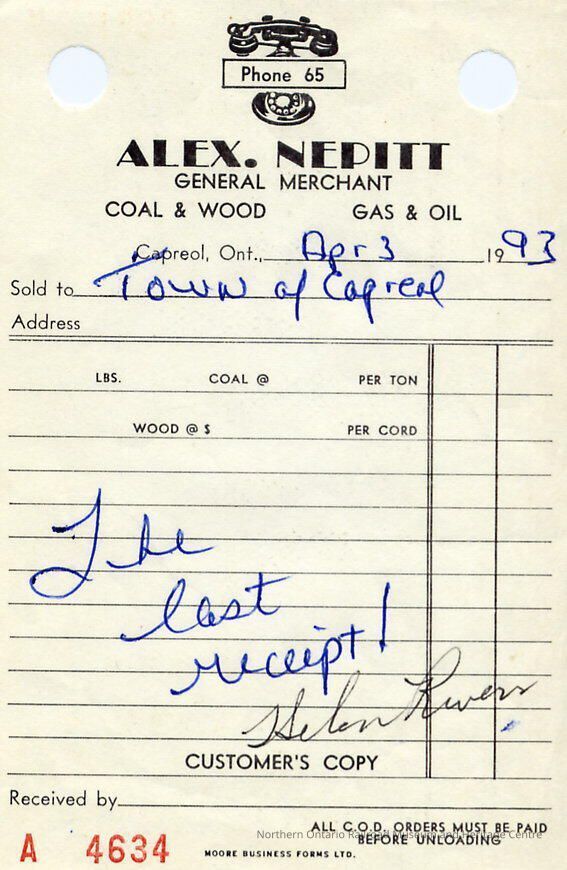 Phone 65
ALEX. NEPITT
GENERAL MERCHANT
COAL & WOOD GAS & OIL
Capreol, Ont., Apr 3 1993
Sold to Town of Capreol
Address
LBS. COAL @ PER TON
WOOD @ $ PER CORD
The
last
receipt!
Helen Rivers
CUSTOMER'S COPY
Received by
ALL C.O.D. ORDERS MUST BE PAID
Northern Ontario Railroad Museum and Heritage Centre
BEFORE UNLOADING
A 4634
MOORE BUSINESS FORMS LTD.